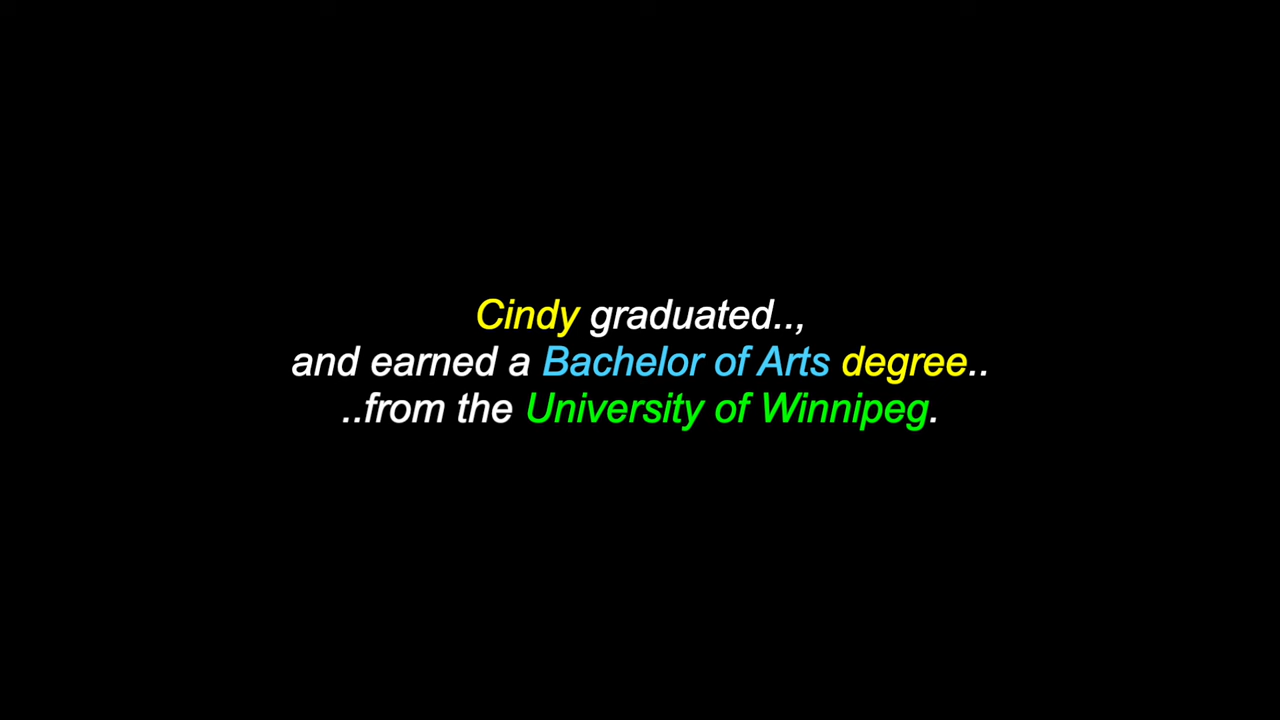 Cindy graduated..,
and earned a Bachelor of Arts degree..
..from the University of Winnipeg.